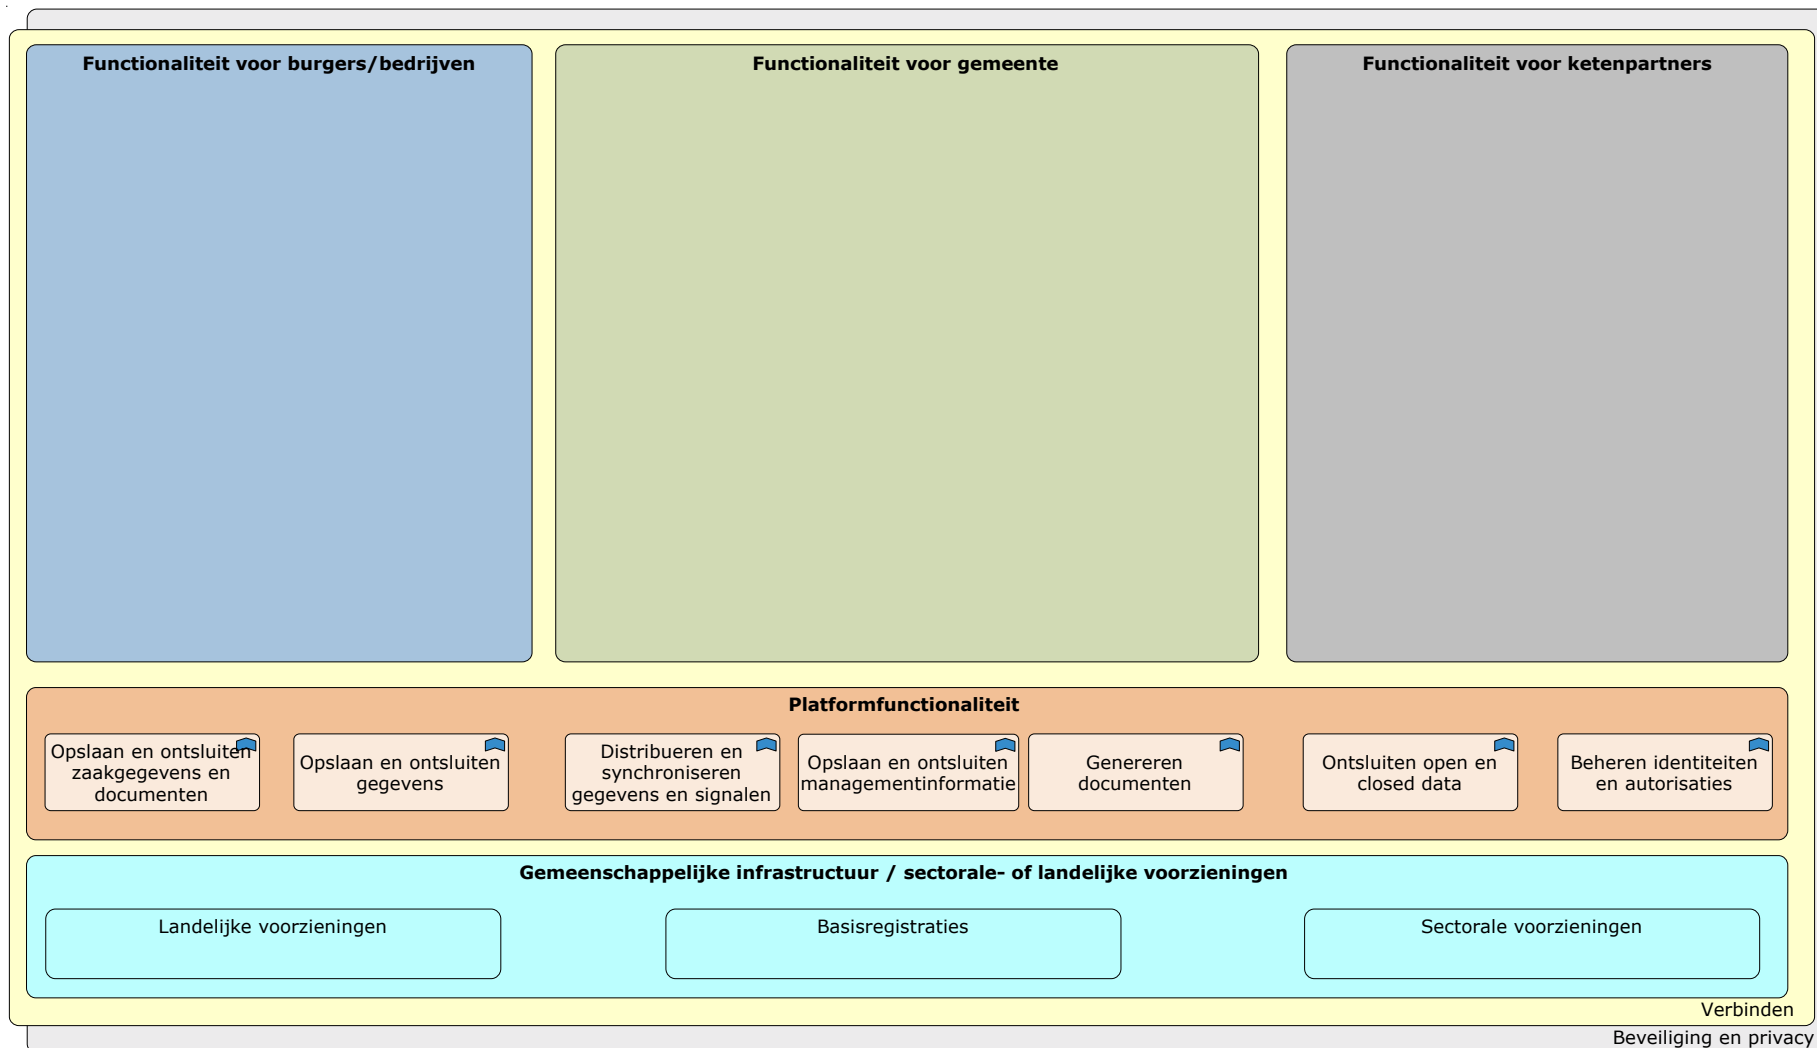 Functionaliteit voor burgers/bedrijven
Functionaliteit voor gemeente
Functionaliteit voor ketenpartners
Platformfunctionaliteit
Opslaan en ontsluiten
zaakgegevens en
documenten
Opslaan en ontsluiten
gegevens
Distribueren en
synchroniseren
gegevens en signalen
Opslaan en ontsluiten
managementinformatie
Genereren
documenten
Ontsluiten open en
closed data
Beheren identiteiten
en autorisaties
Gemeenschappelijke infrastructuur / sectorale- of landelijke voorzieningen
Landelijke voorzieningen
Basisregistraties
Sectorale voorzieningen
Verbinden
Beveiliging en privacy